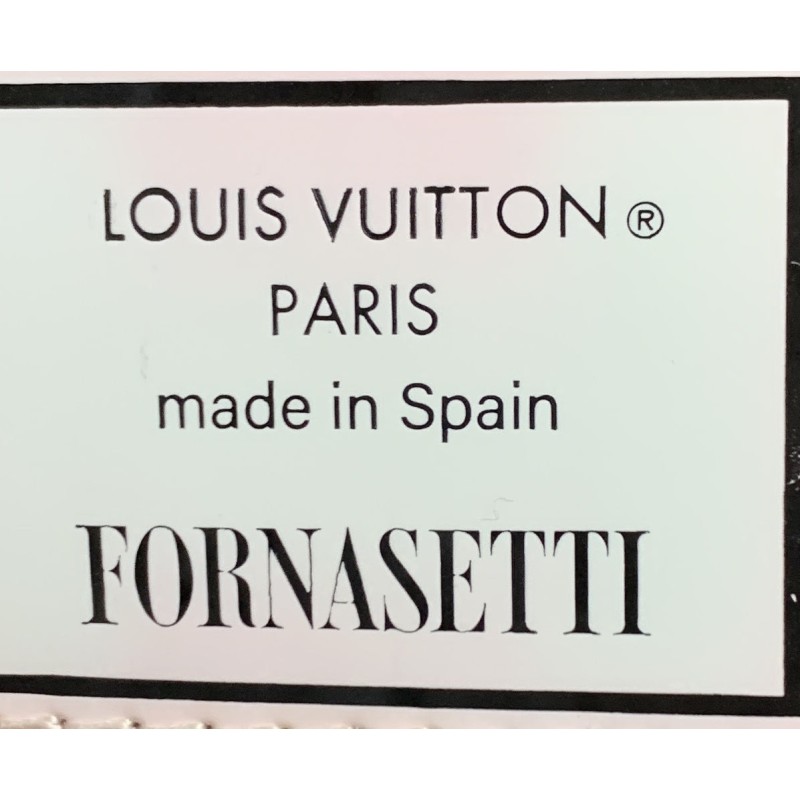 LOUIS VUITTON ®
PARIS
made in Spain
FORNASETTI